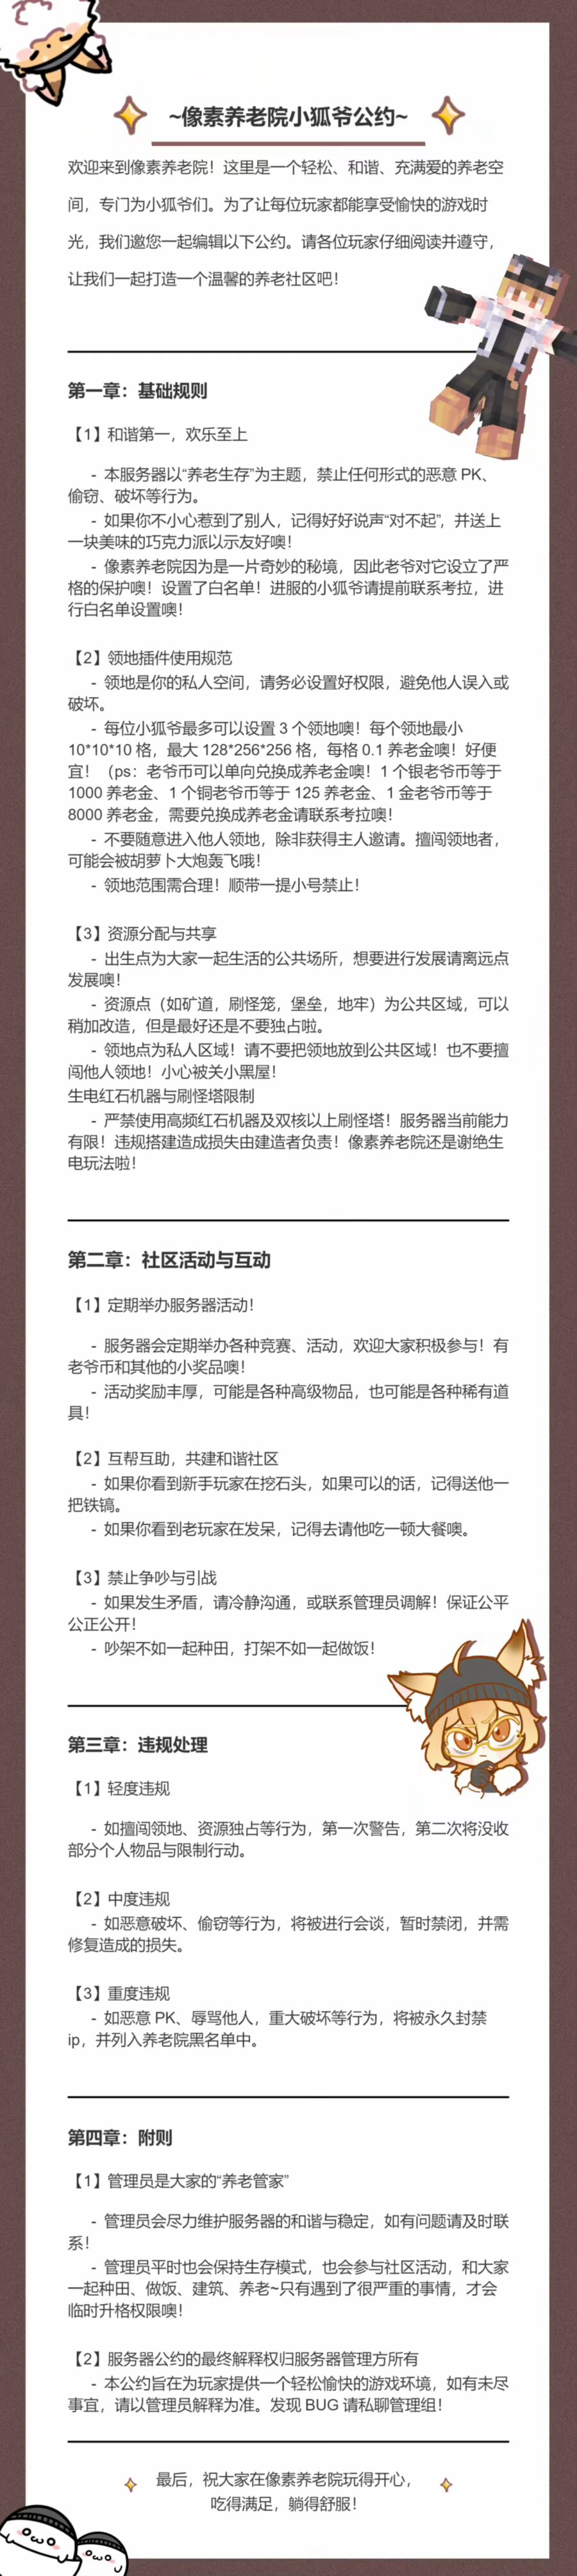 ~像素养老院小狐爷公约~
欢迎来到像素养老院！这里是一个轻松、和谐、充满爱的养老空
间，专门为小狐爷们。为了让每位玩家都能享受愉快的游戏时
光，我们邀您一起编辑以下公约。请各位玩家仔细阅读并遵守，
让我们一起打造一个温馨的养老社区吧！
第一章：基础规则
【1】和谐第一，欢乐至上
- 本服务器以“养老生存”为主题，禁止任何形式的恶意 PK、
偷窃、破坏等行为。
- 如果你不小心惹到了别人，记得好好说声“对不起”，并送上
一块美味的巧克力派以示友好噢！
- 像素养老院因为是一片奇妙的秘境，因此老爷对它设立了严
格的保护噢！设置了白名单！进服的小狐爷请提前联系考拉，进
行白名单设置噢！
【2】领地插件使用规范
- 领地是你的私人空间，请务必设置好权限，避免他人误入或
破坏。
- 每位小狐爷最多可以设置 3 个领地噢！每个领地最小
10*10*10 格，最大 128*256*256 格，每格 0.1 养老金噢！好便
宜！（ps：老爷币可以单向兑换成养老金噢！1 个银老爷币等于
1000 养老金、1 个铜老爷币等于 125 养老金、1 金老爷币等于
8000 养老金，需要兑换成养老金请联系考拉噢！
- 不要随意进入他人领地，除非获得主人邀请。擅闯领地者，
可能会被胡萝卜大炮轰飞哦！
- 领地范围需合理！顺带一提小号禁止！
【3】资源分配与共享
- 出生点为大家一起生活的公共场所，想要进行发展请离远点
发展噢！
- 资源点（如矿道，刷怪笼，堡垒，地牢）为公共区域，可以
稍加改造，但是最好还是不要独占啦。
- 领地点为私人区域！请不要把领地放到公共区域！也不要擅
闯他人领地！小心被关小黑屋！
生电红石机器与刷怪塔限制
- 严禁使用高频红石机器及双核以上刷怪塔！服务器当前能力
有限！违规搭建造成损失由建造者负责！像素养老院还是谢绝生
电玩法啦！
第二章：社区活动与互动
【1】定期举办服务器活动！
- 服务器会定期举办各种竞赛、活动，欢迎大家积极参与！有
老爷币和其他的小奖品噢！
- 活动奖励丰厚，可能是各种高级物品，也可能是各种稀有道
具！
【2】互帮互助，共建和谐社区
- 如果你看到新手玩家在挖石头，如果可以的话，记得送他一
把铁镐。
- 如果你看到老玩家在发呆，记得去请他吃一顿大餐噢。
【3】禁止争吵与引战
- 如果发生矛盾，请冷静沟通，或联系管理员调解！保证公平
公正公开！
- 吵架不如一起种田，打架不如一起做饭！
第三章：违规处理
【1】轻度违规
- 如擅闯领地、资源独占等行为，第一次警告，第二次将没收
部分个人物品与限制行动。
【2】中度违规
- 如恶意破坏、偷窃等行为，将被进行会谈，暂时禁闭，并需
修复造成的损失。
【3】重度违规
- 如恶意 PK、辱骂他人，重大破坏等行为，将被永久封禁
ip，并列入养老院黑名单中。
第四章：附则
【1】管理员是大家的“养老管家”
- 管理员会尽力维护服务器的和谐与稳定，如有问题请及时联
系！
- 管理员平时也会保持生存模式，也会参与社区活动，和大家
一起种田、做饭、建筑、养老~只有遇到了很严重的事情，才会
临时升格权限噢！
【2】服务器公约的最终解释权归服务器管理方所有
- 本公约旨在为玩家提供一个轻松愉快的游戏环境，如有未尽
事宜，请以管理员解释为准。发现 BUG 请私聊管理组！
最后，祝大家在像素养老院玩得开心，
吃得满足，躺得舒服！